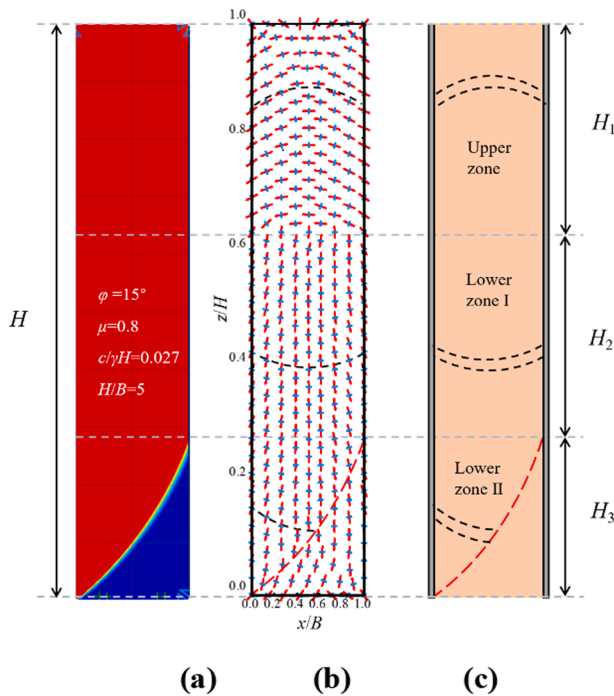 H
φ =15°
μ=0.8
c/γH=0.027
H/B=5
1.0
0.8
0.6
0.4
0.2
0.0
z/H
0.0 0.2 0.4 0.6 0.8 1.0
x/B
Upper
zone
Lower
zone I
Lower
zone II
H₁
H₂
H₃
(a)
(b)
(c)